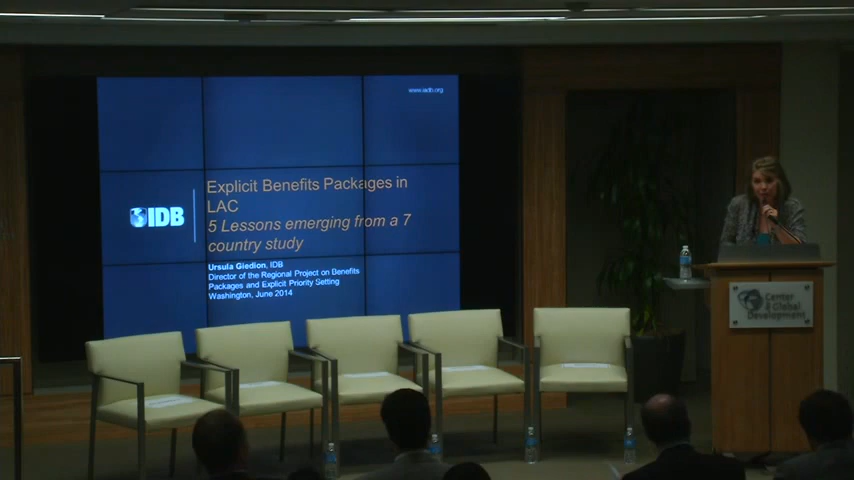 www.iadb.org
Explicit Benefits Packages in
LAC
5 Lessons emerging from a 7
country study
IDB
Ursula Giedion, IDB
Director of the Regional Project on Benefits
Packages and Explicit Priority Setting
Washington, June 2014
Center
for Global
Development